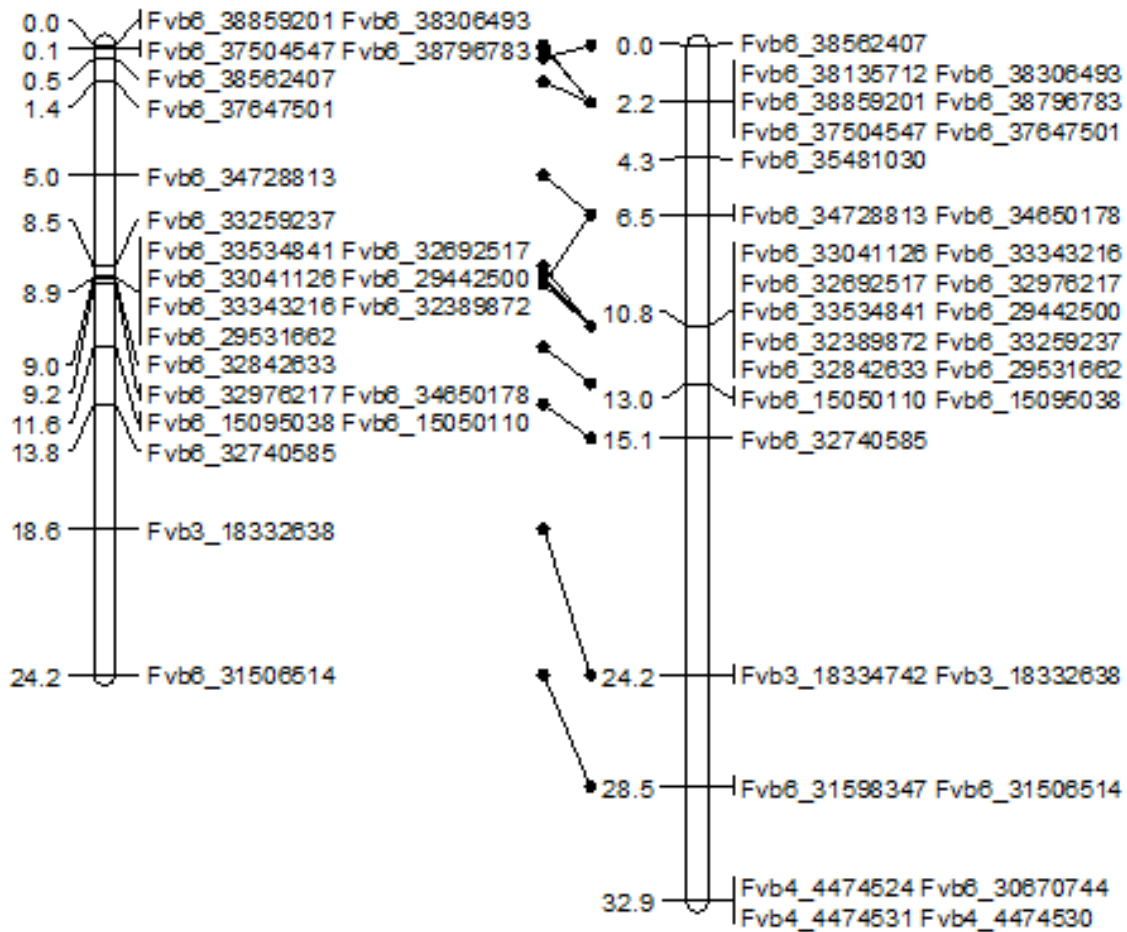 0.0 Fvb6_38859201 Fvb6_38306493
0.1 Fvb6_37504547 Fvb6_38796783
0.5 Fvb6_38562407
1.4 Fvb6_37647501
5.0 Fvb6_34728813
8.5 Fvb6_33259237
Fvb6_33534841 Fvb6_32692517
8.9 Fvb6_33041126 Fvb6_29442500
Fvb6_33343216 Fvb6_32389872
Fvb6_29531662
9.0 Fvb6_32842633
9.2 Fvb6_32976217 Fvb6_34650178
11.6 Fvb6_15095038 Fvb6_15050110
13.8 Fvb6_32740585
18.6 Fvb3_18332638
24.2 Fvb6_31506514
0.0 Fvb6_38562407
Fvb6_38135712 Fvb6_38306493
2.2 Fvb6_38859201 Fvb6_38796783
Fvb6_37504547 Fvb6_37647501
4.3 Fvb6_35481030
6.5 Fvb6_34728813 Fvb6_34650178
Fvb6_33041126 Fvb6_33343216
Fvb6_32692517 Fvb6_32976217
10.8 Fvb6_33534841 Fvb6_29442500
Fvb6_32389872 Fvb6_33259237
Fvb6_32842633 Fvb6_29531662
13.0 Fvb6_15050110 Fvb6_15095038
15.1 Fvb6_32740585
24.2 Fvb3_18334742 Fvb3_18332638
28.5 Fvb6_31598347 Fvb6_31506514
Fvb4_4474524 Fvb6_30670744
32.9 Fvb4_4474531 Fvb4_4474530